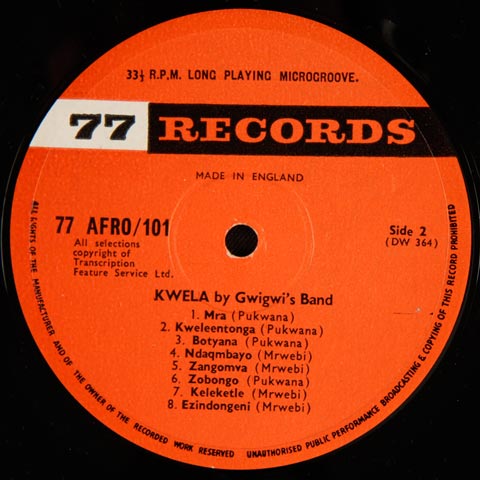 33⅓ R.P.M. LONG PLAYING MICROGROOVE.
77 RECORDS
MADE IN ENGLAND
77 AFRO/101
All selections
copyright of
Transcription
Feature Service Ltd.
Side 2
(DW 364)
KWELA by Gwigwi's Band
1. Mra (Pukwana)
2. Kweleentonga (Pukwana)
3. Botyana (Pukwana)
4. Ndaqmbayo (Mrwebi)
5. Zangomva (Mrwebi)
6. Zobongo (Pukwana)
7. Keleketle (Mrwebi)
8. Ezindongeni (Mrwebi)
ALL RIGHTS OF THE MANUFACTURER AND OF THE OWNER OF THE RECORDED WORK RESERVED UNAUTHORISED PUBLIC PERFORMANCE BROADCASTING & COPYING OF THIS RECORD PROHIBITED